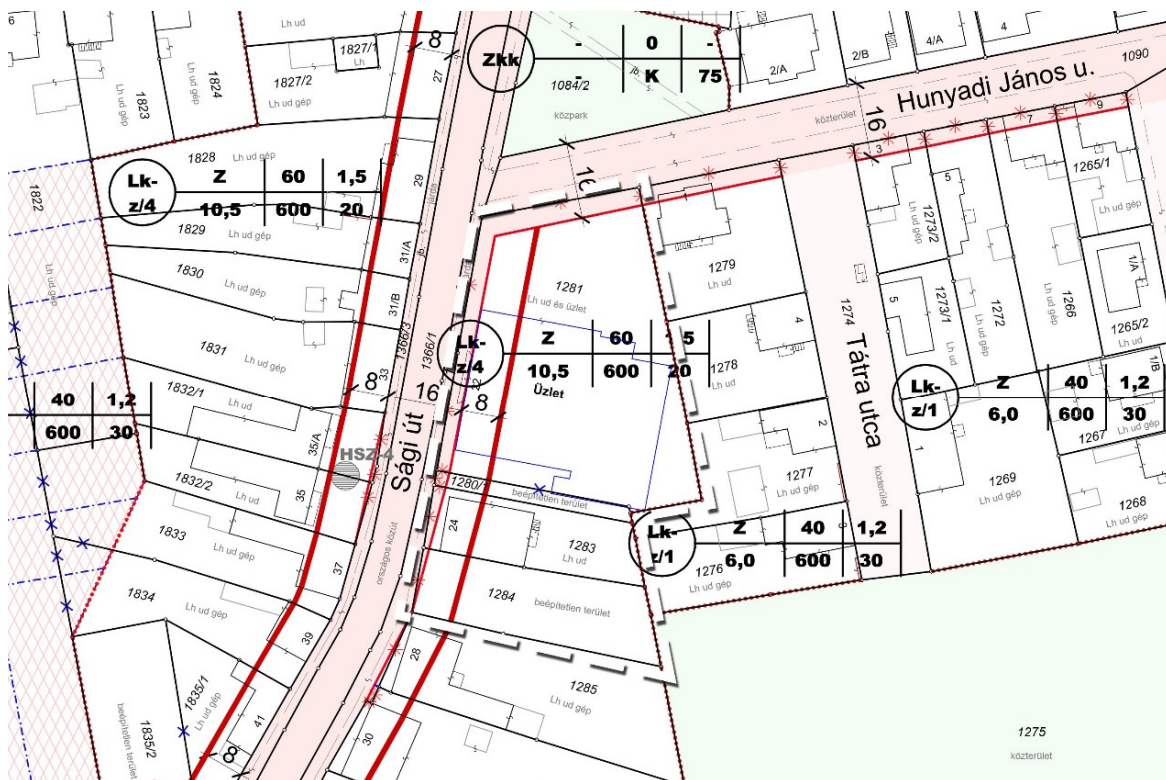 1827/1
Lh
1827/2
Lh ud gép
1824
Lh ud gép
1823
Lh ud gép
8
27
Zkk
- 0 -
- K 75
jb.
1084/2
közpark
2/A
2/B
4/A
4
Hunyadi János u.
1090
közterület
16
3
7
9
1828
Lh ud gép
Lk-
z/4
Z 60 1,5
10,5 600 20
29
járda
1822
Lh ud gép
1829
Lh ud gép
31/A
jb.
1830
Lh ud gép
31/B
1366/3
1366/1
1831
Lh ud gép
33
8
16
1281
Lh ud és üzlet
Lk-
z/4
Z 60 5
10,5 600 20
Üzlet
22
8
1279
Lh ud
4
1278
Lh ud
1274
Tátra utca
közterület
5
1273/2
Lh ud gép
5
1273/1
Lh ud
1272
Lh ud gép
1266
Lh ud gép
1265/1
Lh ud gép
1/A
1265/2
Lh ud
1/B
Lk-
z/1
Z 40 1,2
6,0 600 30
40 1,2
600 30
1832/1
Lh ud
35/A
HSZ-4
Sági út
országos közút
1832/2
Lh ud
35
1833
Lh ud gép
37
1834
Lh ud gép
39
1835/1
Lh ud gép
41
1835/2
beépítetlen terület
8
1280/1
beépítetlen terület
24
1283
Lh ud
1284
beépítetlen terület
28
1285
Lh ud gép
30
2
1277
Lh ud gép
Lk-
z/1
Z 40 1,2
6,0 600 30
1276
Lh ud gép
3
1
1267
1269
Lh ud gép
1268
Lh ud gép
1275
közterület